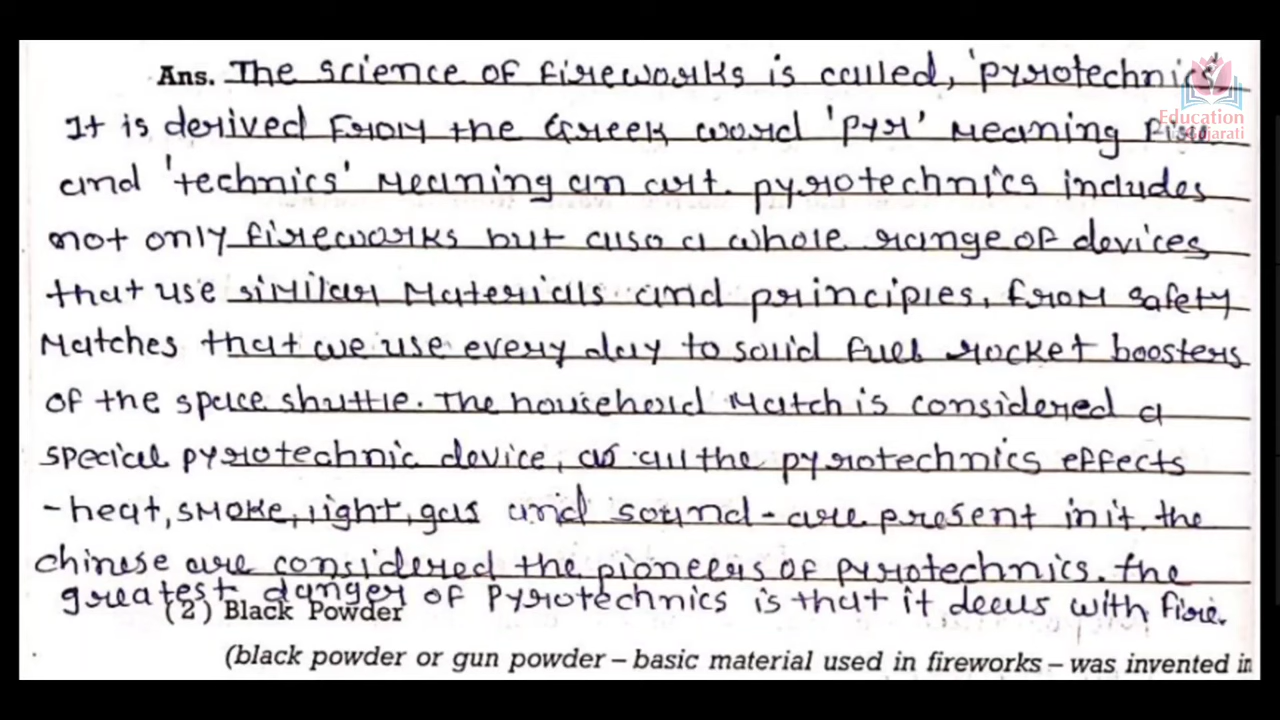 Ans. The science of fireworks is called, 'pyrotechnics'
It is derived from the Greek word 'pyr' meaning fire
and 'technics' meaning an art. pyrotechnics includes
not only fireworks but also a whole range of devices
that use similar materials and principles, from safety
matches that we use every day to solid fuel rocket boosters
of the space shuttle. The household match is considered a
special pyrotechnic device, as all the pyrotechnics effects
-heat, smoke, light, gas and sound - are present in it. the
chinese are considered the pioneers of pyrotechnics. the
greatest danger of Pyrotechnics is that it deals with fire.
(2) Black Powder
(black powder or gun powder – basic material used in fireworks – was invented in
Education
In Gujarati